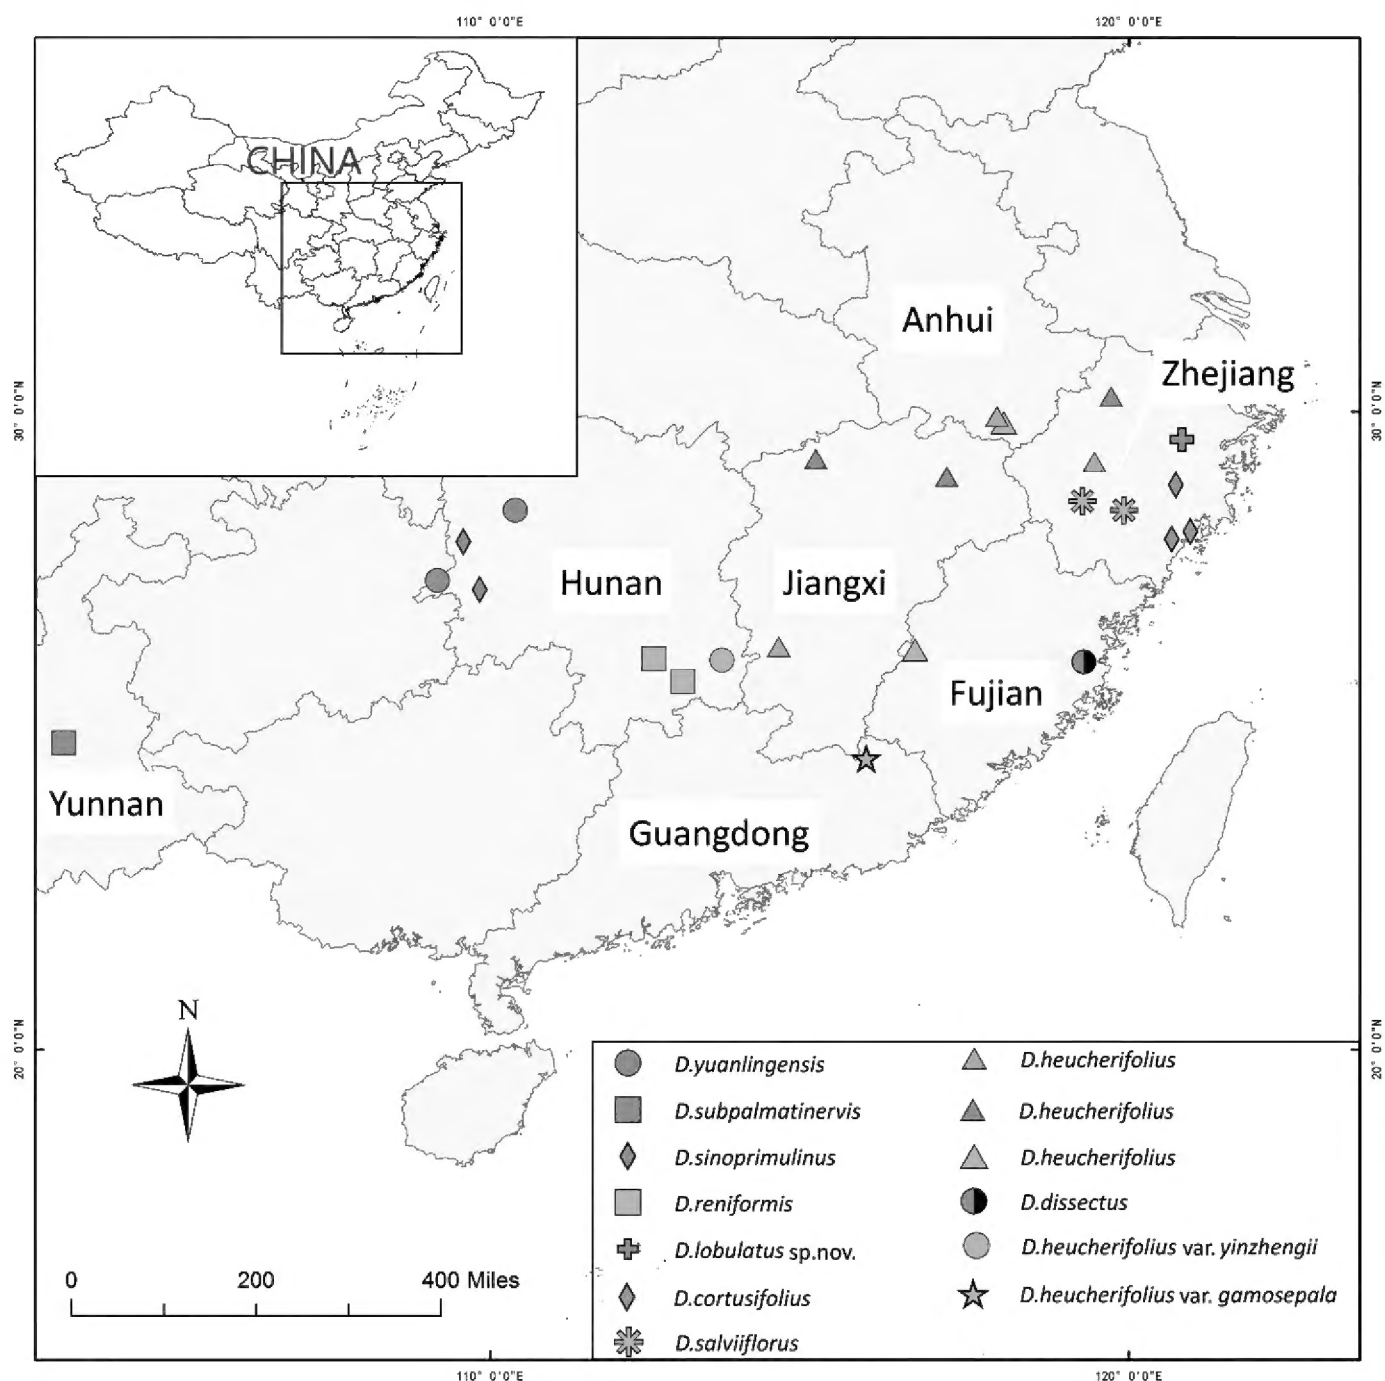 110° 0'0"E
120° 0'0"E
CHINA
Anhui
Zhejiang
30° 0'0"N
30° 0'0"N
Hunan
Jiangxi
Fujian
Yunnan
Guangdong
N
20° 0'0"N
20° 0'0"N
0
200
400 Miles
D.yuanlingensis
D.subpalmatinervis
D.sinoprimulinus
D.reniformis
D.lobulatus sp.nov.
D.cortusifolius
D.salviiflorus
D.heucherifolius
D.heucherifolius
D.heucherifolius
D.dissectus
D.heucherifolius var. yinzhengii
D.heucherifolius var. gamosepala
110° 0'0"E
120° 0'0"E